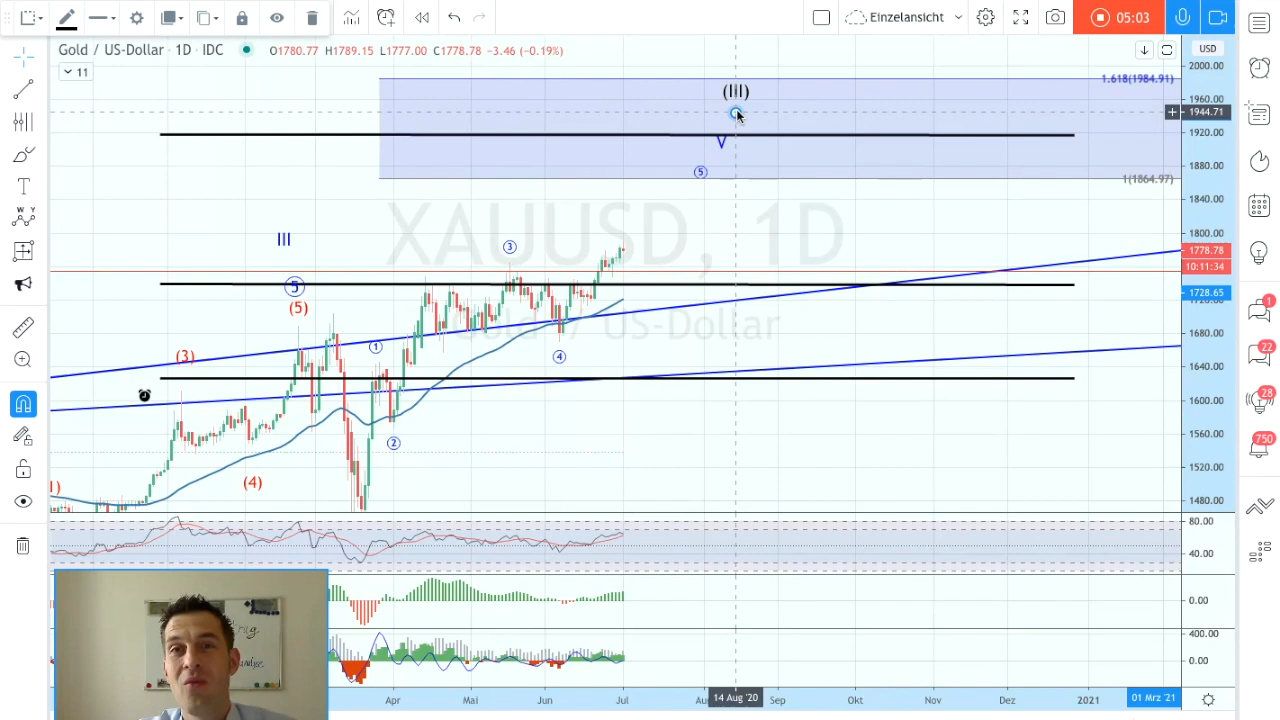 Einzelansicht
05:03
Gold / US-Dollar · 1D · IDC
O1780.77 H1789.15 L1777.00 C1778.78 −3.46 (−0.19%)
11
USD
2000.00
1.618(1984.91)
(III)
1960.00
1944.71
1920.00
V
5
1880.00
1(1864.97)
1840.00
XAUUSD, 1D
Gold / US-Dollar
III
3
1800.00
1778.78
10:11:34
5
1728.65
(5)
1680.00
(3)
1
4
1640.00
1600.00
2
1560.00
(4)
1520.00
1)
1480.00
80.00
40.00
0.00
400.00
0.00
Apr
Mai
Jun
Jul
14 Aug '20
Sep
Okt
Nov
Dez
2021
01 Mrz '21
1
22
28
750
W Y
T